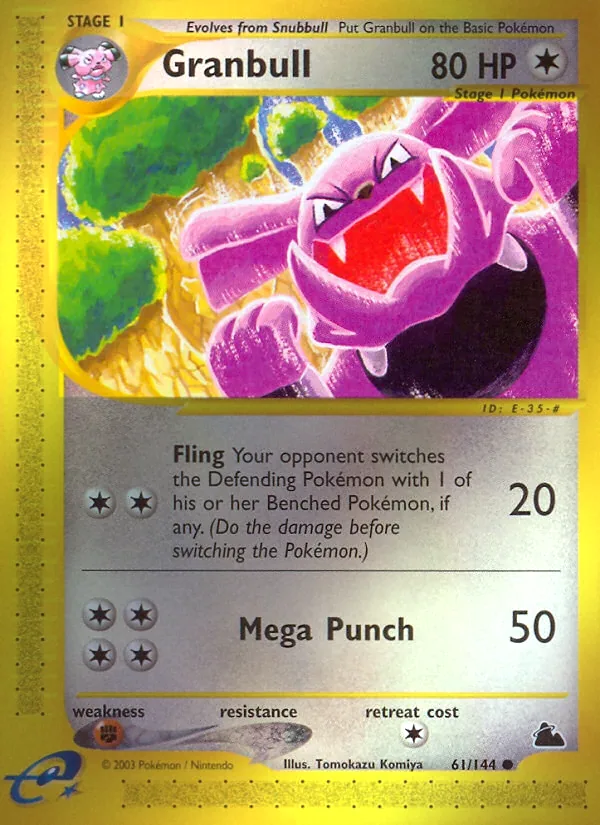 STAGE 1
Evolves from Snubbull Put Granbull on the Basic Pokémon
Granbull 80 HP
Stage 1 Pokémon
ID: E-35-#
Fling Your opponent switches
the Defending Pokémon with 1 of
his or her Benched Pokémon, if
any. (Do the damage before
switching the Pokémon.)
20
Mega Punch 50
weakness resistance retreat cost
© 2003 Pokémon / Nintendo Illus. Tomokazu Komiya 61/144
e